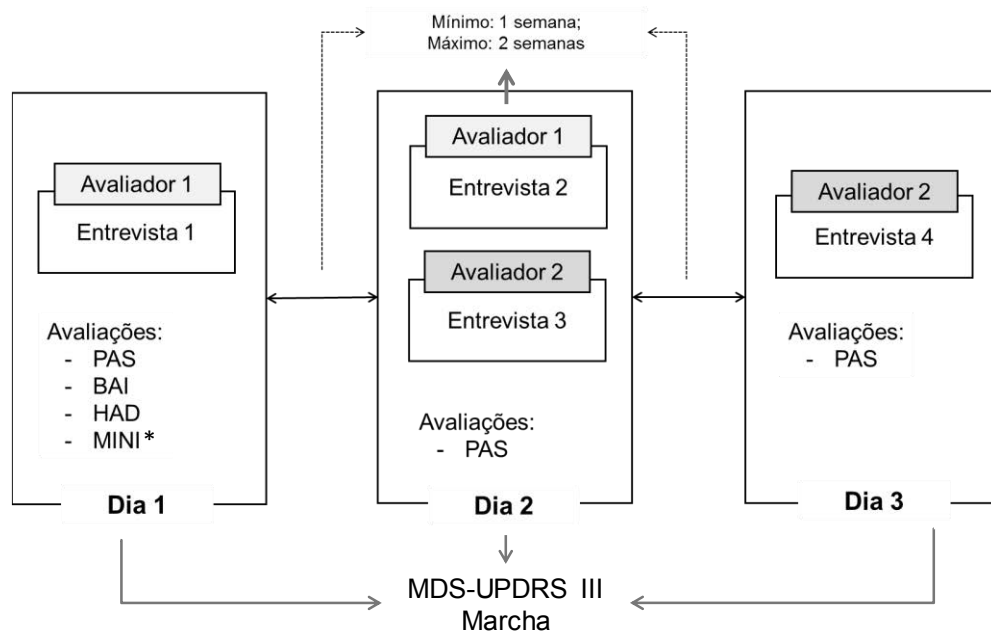 Mínimo: 1 semana;
Máximo: 2 semanas
Avaliador 1
Entrevista 1
Avaliações:
- PAS
- BAI
- HAD
- MINI*
Dia 1
Avaliador 1
Entrevista 2
Avaliador 2
Entrevista 3
Avaliações:
- PAS
Dia 2
Avaliador 2
Entrevista 4
Avaliações:
- PAS
Dia 3
MDS-UPDRS III
Marcha